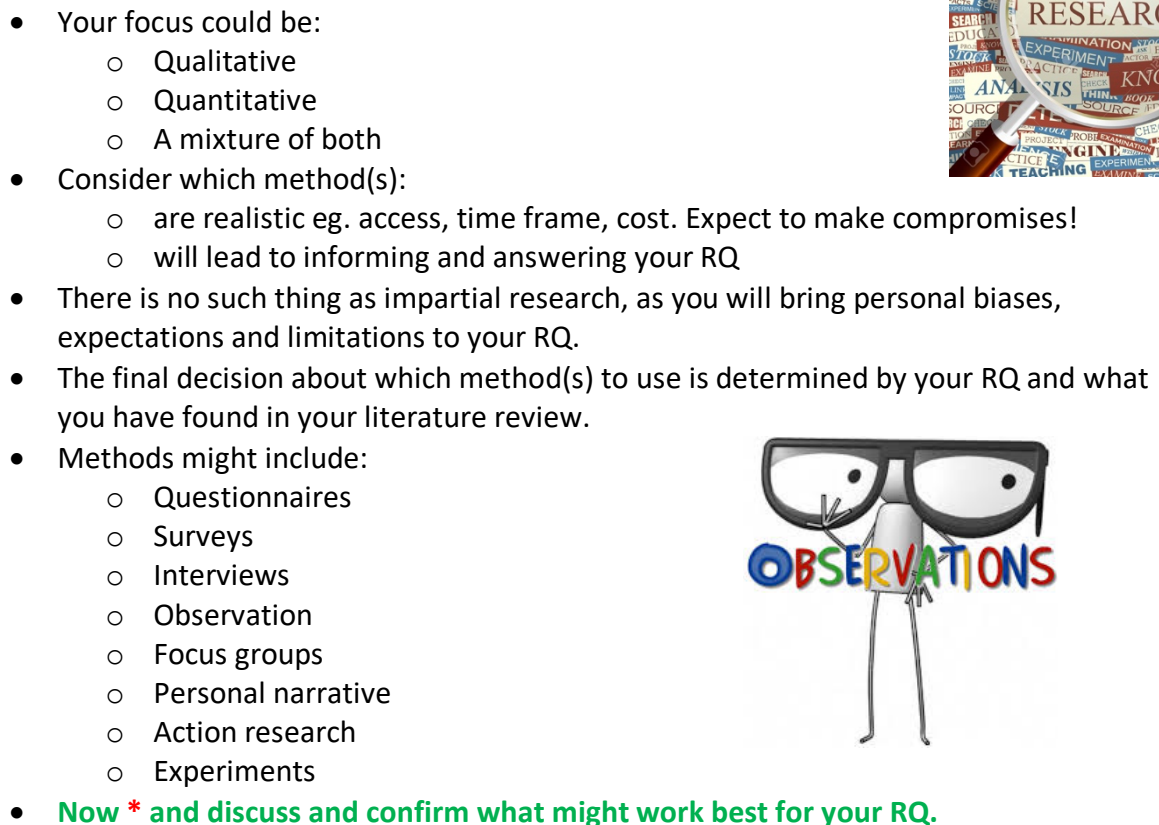 • Your focus could be:
o Qualitative
o Quantitative
o A mixture of both
• Consider which method(s):
o are realistic eg. access, time frame, cost. Expect to make compromises!
o will lead to informing and answering your RQ
• There is no such thing as impartial research, as you will bring personal biases,
expectations and limitations to your RQ.
• The final decision about which method(s) to use is determined by your RQ and what
you have found in your literature review.
• Methods might include:
o Questionnaires
o Surveys
o Interviews
o Observation
o Focus groups
o Personal narrative
o Action research
o Experiments
• Now * and discuss and confirm what might work best for your RQ.
SEARCH
EXPERIMENT
TEACHING
OBSERVATIONS